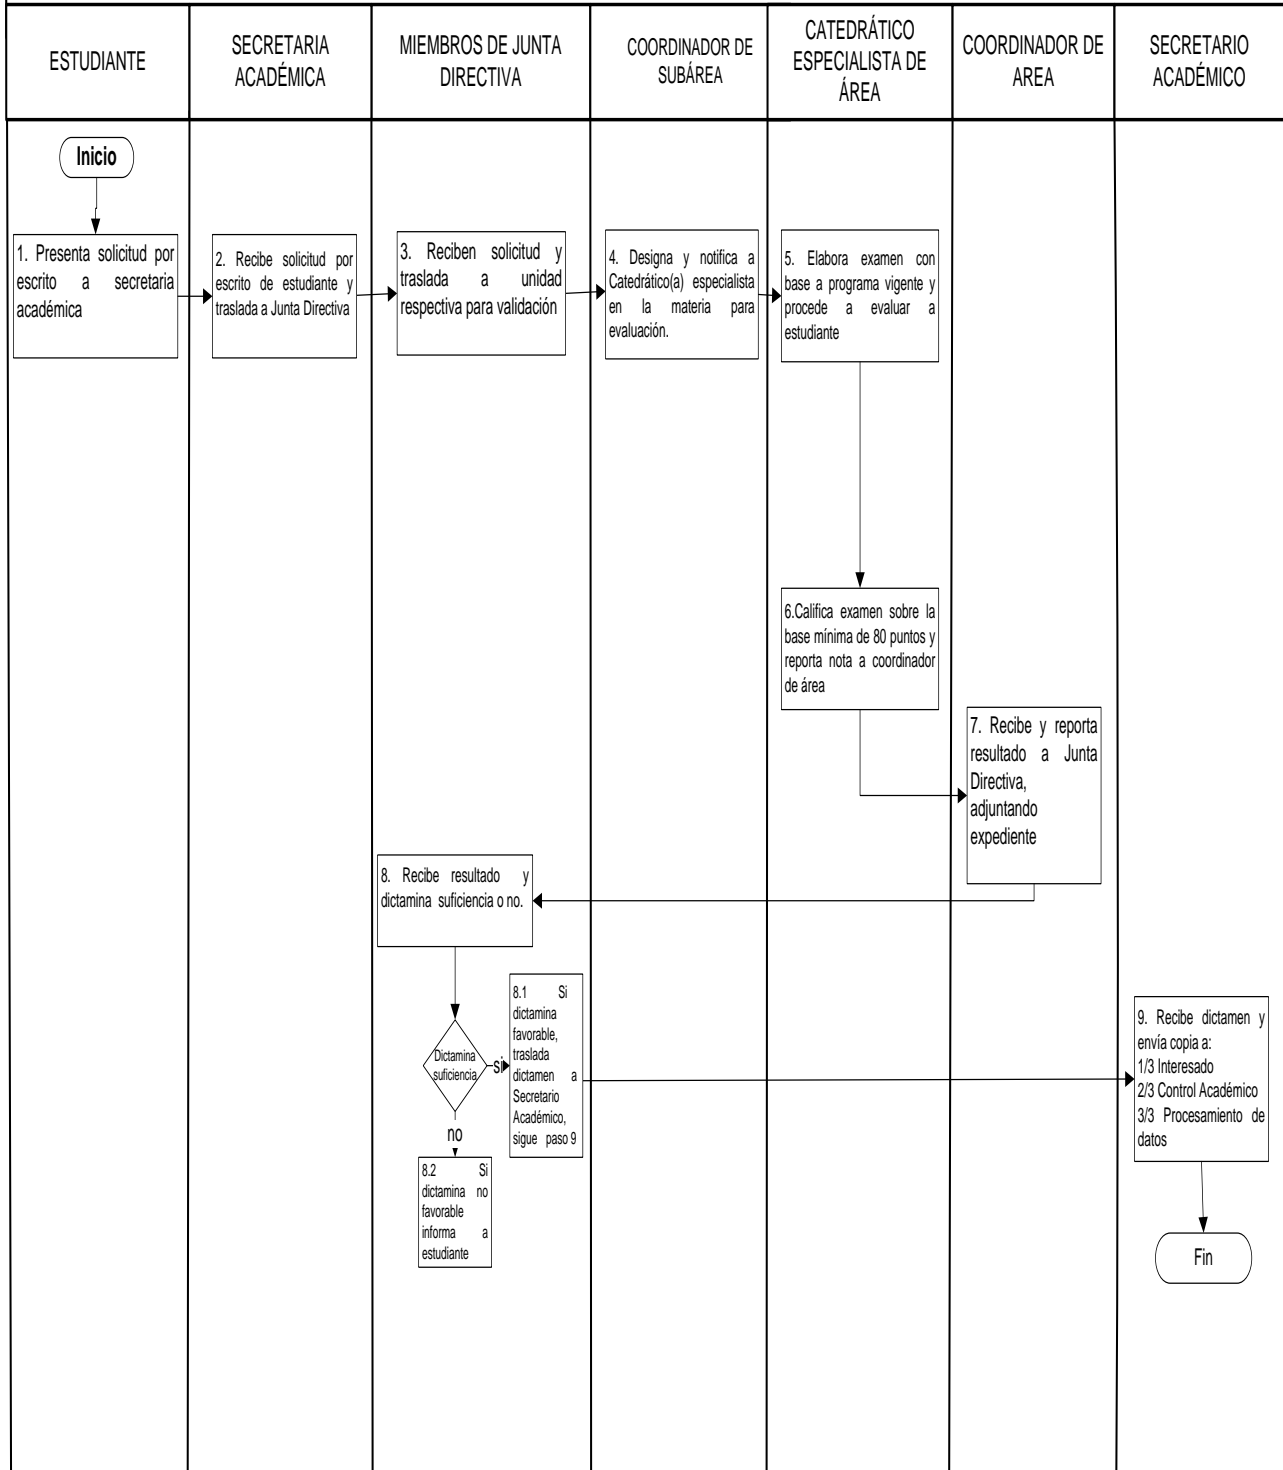 ESTUDIANTE
SECRETARIA
ACADÉMICA
MIEMBROS DE JUNTA
DIRECTIVA
COORDINADOR DE
SUBÁREA
CATEDRÁTICO
ESPECIALISTA DE
ÁREA
COORDINADOR DE
AREA
SECRETARIO
ACADÉMICO
Inicio
1. Presenta solicitud por
escrito a secretaria
académica
2. Recibe solicitud por
escrito de estudiante y
traslada a Junta Directiva
3. Reciben solicitud y
traslada a unidad
respectiva para validación
4. Designa y notifica a
Catedrático(a) especialista
en la materia para
evaluación.
5. Elabora examen con
base a programa vigente y
procede a evaluar a
estudiante
6.Califica examen sobre la
base mínima de 80 puntos y
reporta nota a coordinador
de área
7. Recibe y reporta
resultado a Junta
Directiva,
adjuntando
expediente
8. Recibe resultado y
dictamina suficiencia o no.
Dictamina
suficiencia
si
no
8.1 Si
dictamina
favorable,
traslada
dictamen a
Secretario
Académico,
sigue paso 9
8.2 Si
dictamina no
favorable
informa a
estudiante
9. Recibe dictamen y
envía copia a:
1/3 Interesado
2/3 Control Académico
3/3 Procesamiento de
datos
Fin